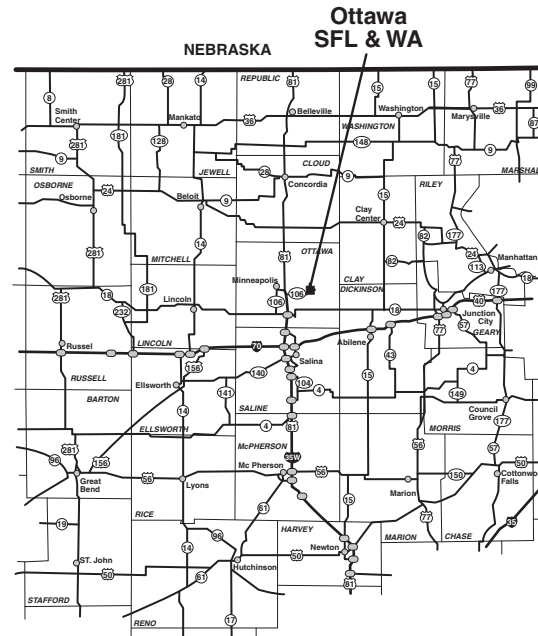 Ottawa
SFL & WA
NEBRASKA
REPUBLIC
281
28
14
81
15
15
77
99
8
Smith
Center
Mankato
36
Belleville
Washington
Marysville
36
WASHINGTON
87
281
181
128
148
9
9
SMITH
JEWELL
CLOUD
77
MARSHALL
28
9
OSBORNE
24
Concordia
RILEY
Osborne
Beloit
9
15
Clay
Center
24
177
14
82
281
81
OTTAWA
24
MITCHELL
82
113
Manhattan
Minneapolis
CLAY
18
181
106
106
DICKINSON
177
281
18
Lincoln
18
40
232
Junction
City
77
57
GEARY
Russel
LINCOLN
70
Abilene
Salina
43
156
RUSSELL
140
4
Ellsworth
104
4
15
BARTON
141
149
14
Council
Grove
SALINE
ELLSWORTH
4
81
MORRIS
177
281
McPHERSON
56
96
156
35W
57
Mc Pherson
56
50
Great
Bend
56
Lyons
150
Cottonwood
Falls
Marion
61
15
RICE
77
35
19
HARVEY
96
MARION
CHASE
14
50
Newton
ST. John
Hutchinson
50
61
81
STAFFORD
17
RENO